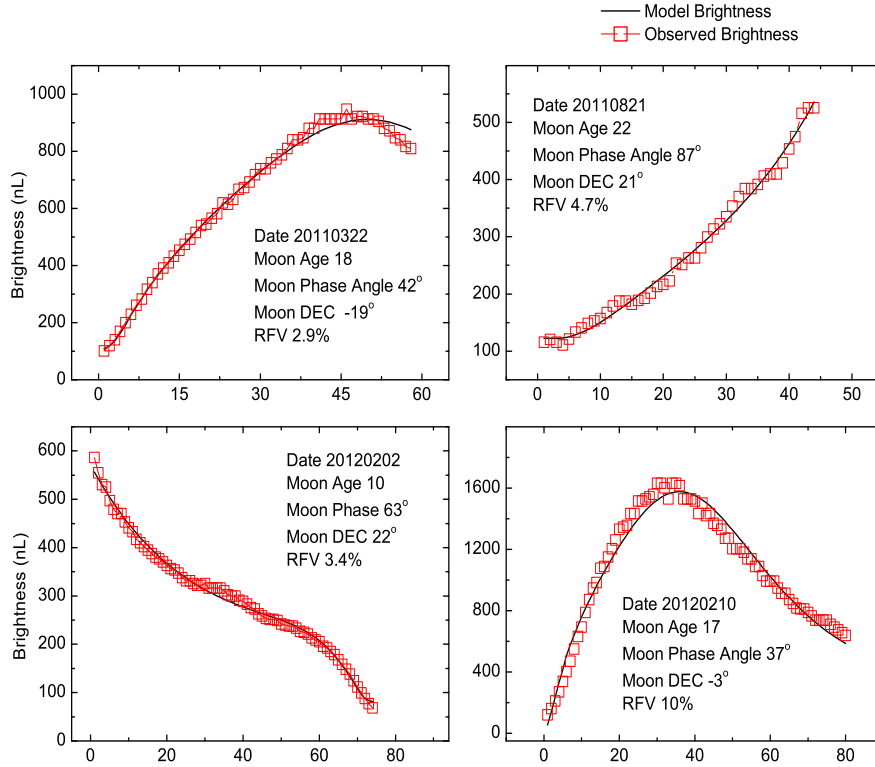 Model Brightness
Observed Brightness
Brightness (nL)
1000
800
600
400
200
0
0 15 30 45 60
Date 20110322
Moon Age 18
Moon Phase Angle 42°
Moon DEC -19°
RFV 2.9%
500
400
300
200
100
0 10 20 30 40 50
Date 20110821
Moon Age 22
Moon Phase Angle 87°
Moon DEC 21°
RFV 4.7%
Brightness (nL)
600
500
400
300
200
100
0
0 20 40 60 80
Date 20120202
Moon Age 10
Moon Phase 63°
Moon DEC 22°
RFV 3.4%
1600
1200
800
400
0
0 20 40 60 80
Date 20120210
Moon Age 17
Moon Phase Angle 37°
Moon DEC -3°
RFV 10%